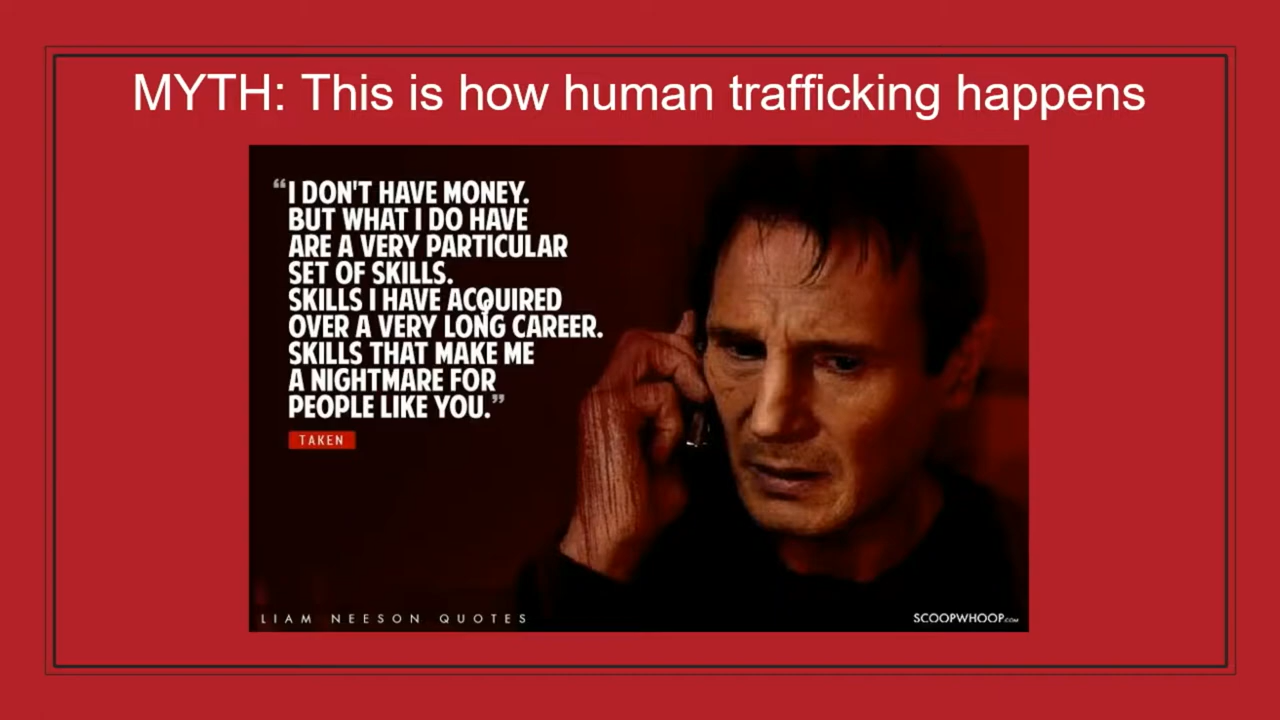 MYTH: This is how human trafficking happens
“I DON'T HAVE MONEY.
BUT WHAT I DO HAVE
ARE A VERY PARTICULAR
SET OF SKILLS.
SKILLS I HAVE ACQUIRED
OVER A VERY LONG CAREER.
SKILLS THAT MAKE ME
A NIGHTMARE FOR
PEOPLE LIKE YOU.”
TAKEN
LIAM NEESON QUOTES
SCOOPWHOOP.COM